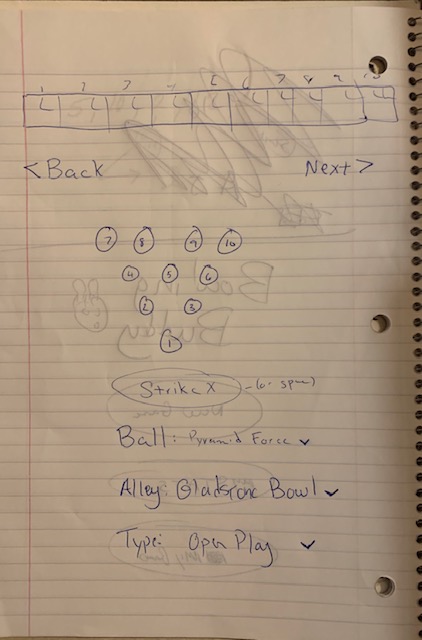 1 2 3 4 5 6 7 8 9 10
< Back Next >
7 8 9 10
4 5 6
2 3
1
Strike X - (or spare)
Ball: Pyramid Force
Alley: Gladstone Bowl
Type: Open Play